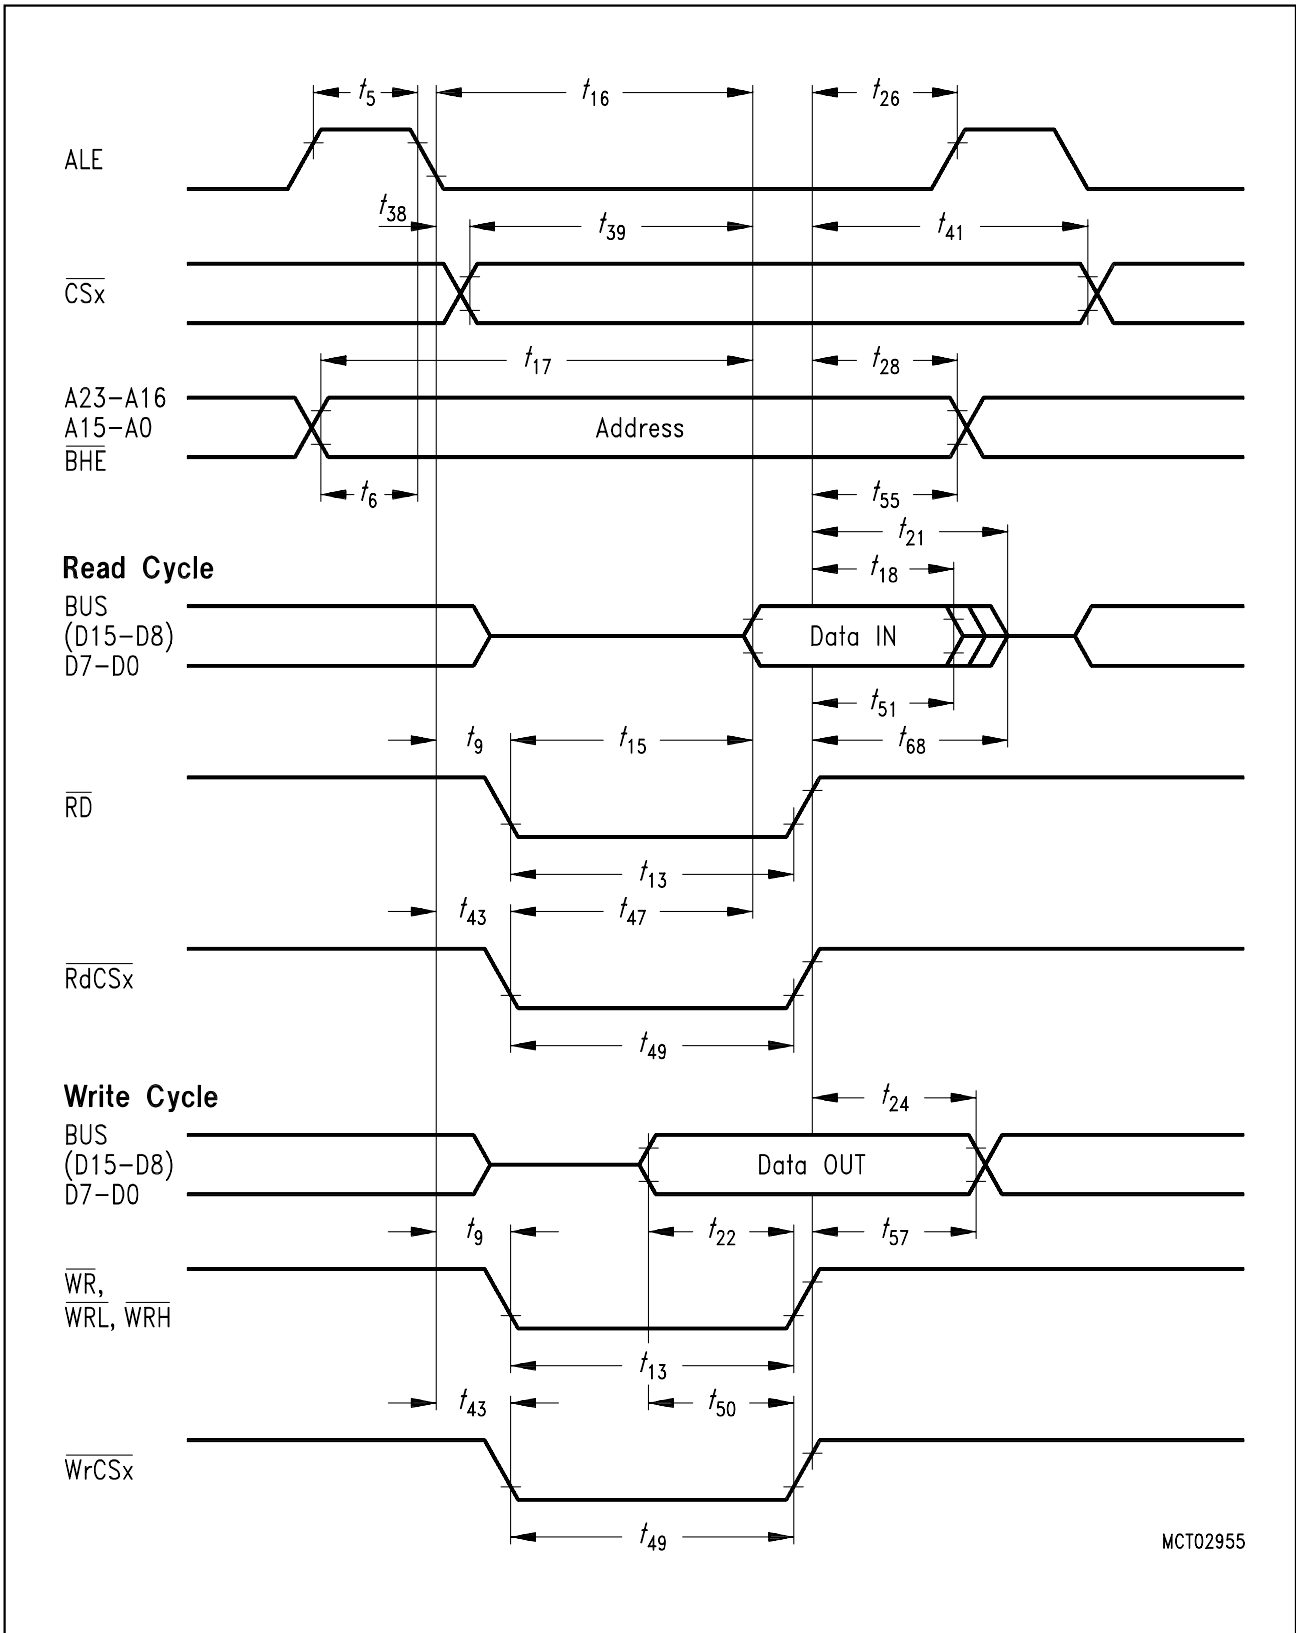 t5 t16 t26
ALE
t38 t39 t41
CSx
t17 t28
A23-A16
A15-A0 Address
BHE
t6 t55
t21
Read Cycle t18
BUS
(D15-D8) Data IN
D7-D0
t51
t9 t15 t68
RD
t13
t43 t47
RdCSx
t49
Write Cycle t24
BUS
(D15-D8) Data OUT
D7-D0
t9 t22 t57
WR,
WRL, WRH
t13
t43 t50
WrCSx
t49
MCT02955